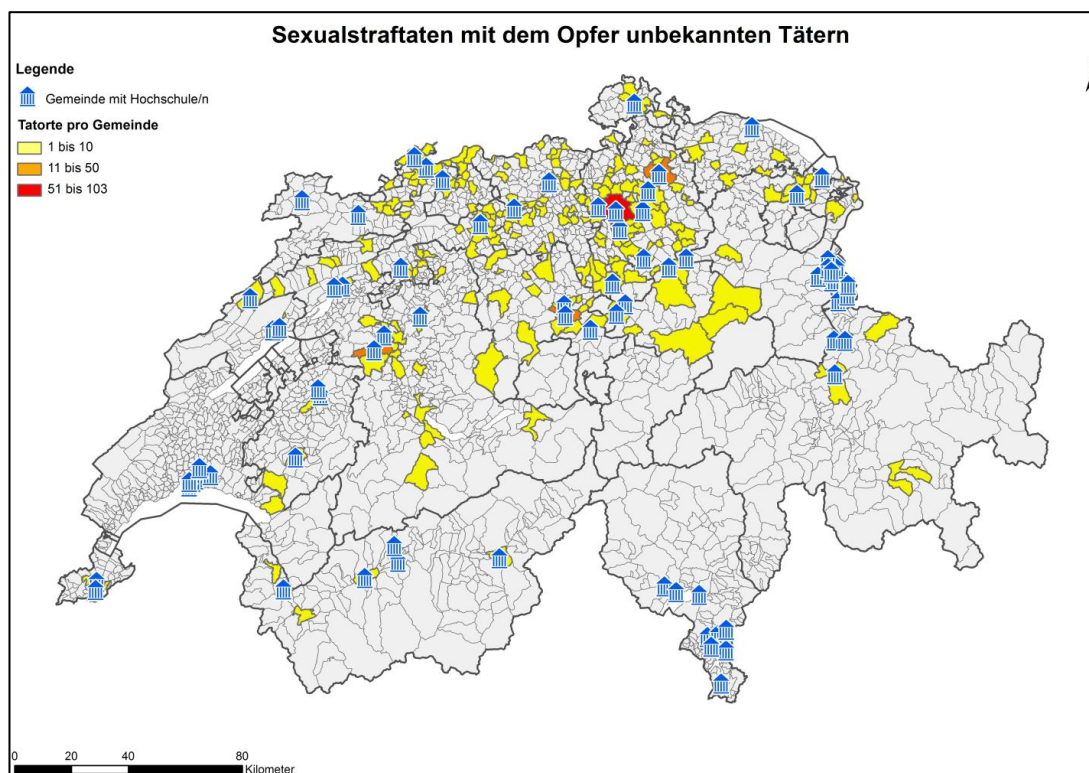 Sexualstraftaten mit dem Opfer unbekannten Tätern
Legende
Gemeinde mit Hochschule/n
Tatorte pro Gemeinde
1 bis 10
11 bis 50
51 bis 103
0 20 40 80
Kilometer